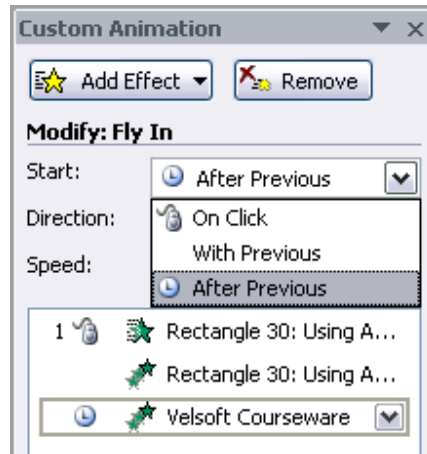 Custom Animation
Add Effect Remove
Modify: Fly In
Start: After Previous
Direction: On Click
With Previous
Speed:
After Previous
1 Rectangle 30: Using A...
Rectangle 30: Using A...
Velsoft Courseware